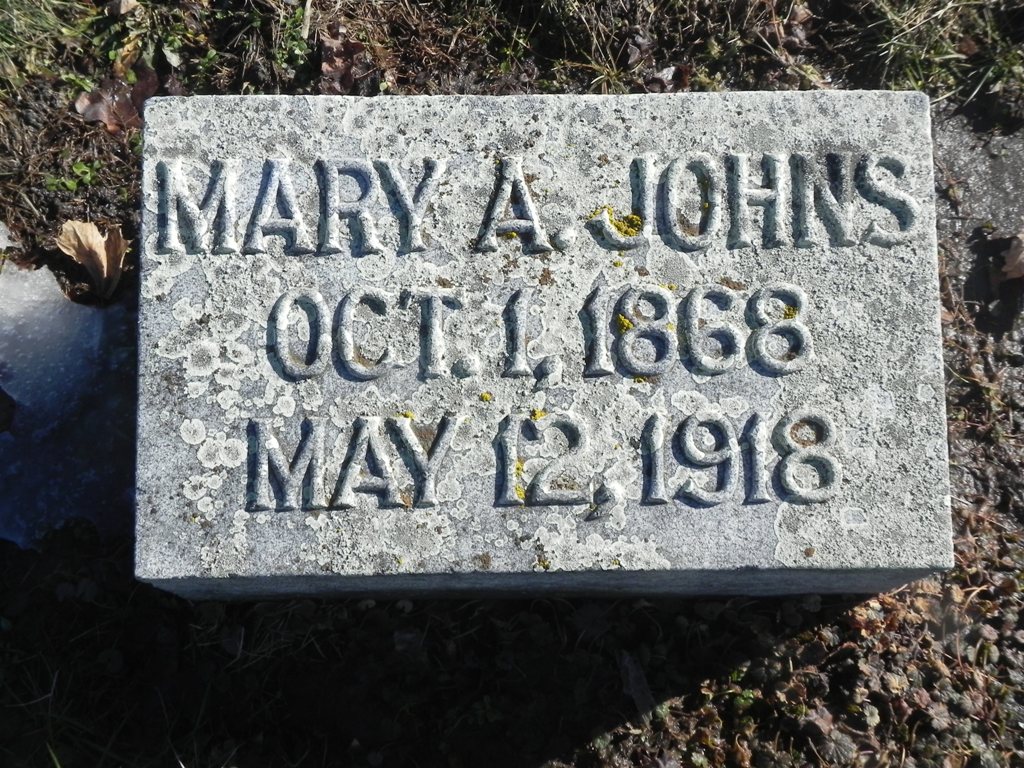 MARY A. JOHNS
OCT. 1, 1868
MAY 12, 1918